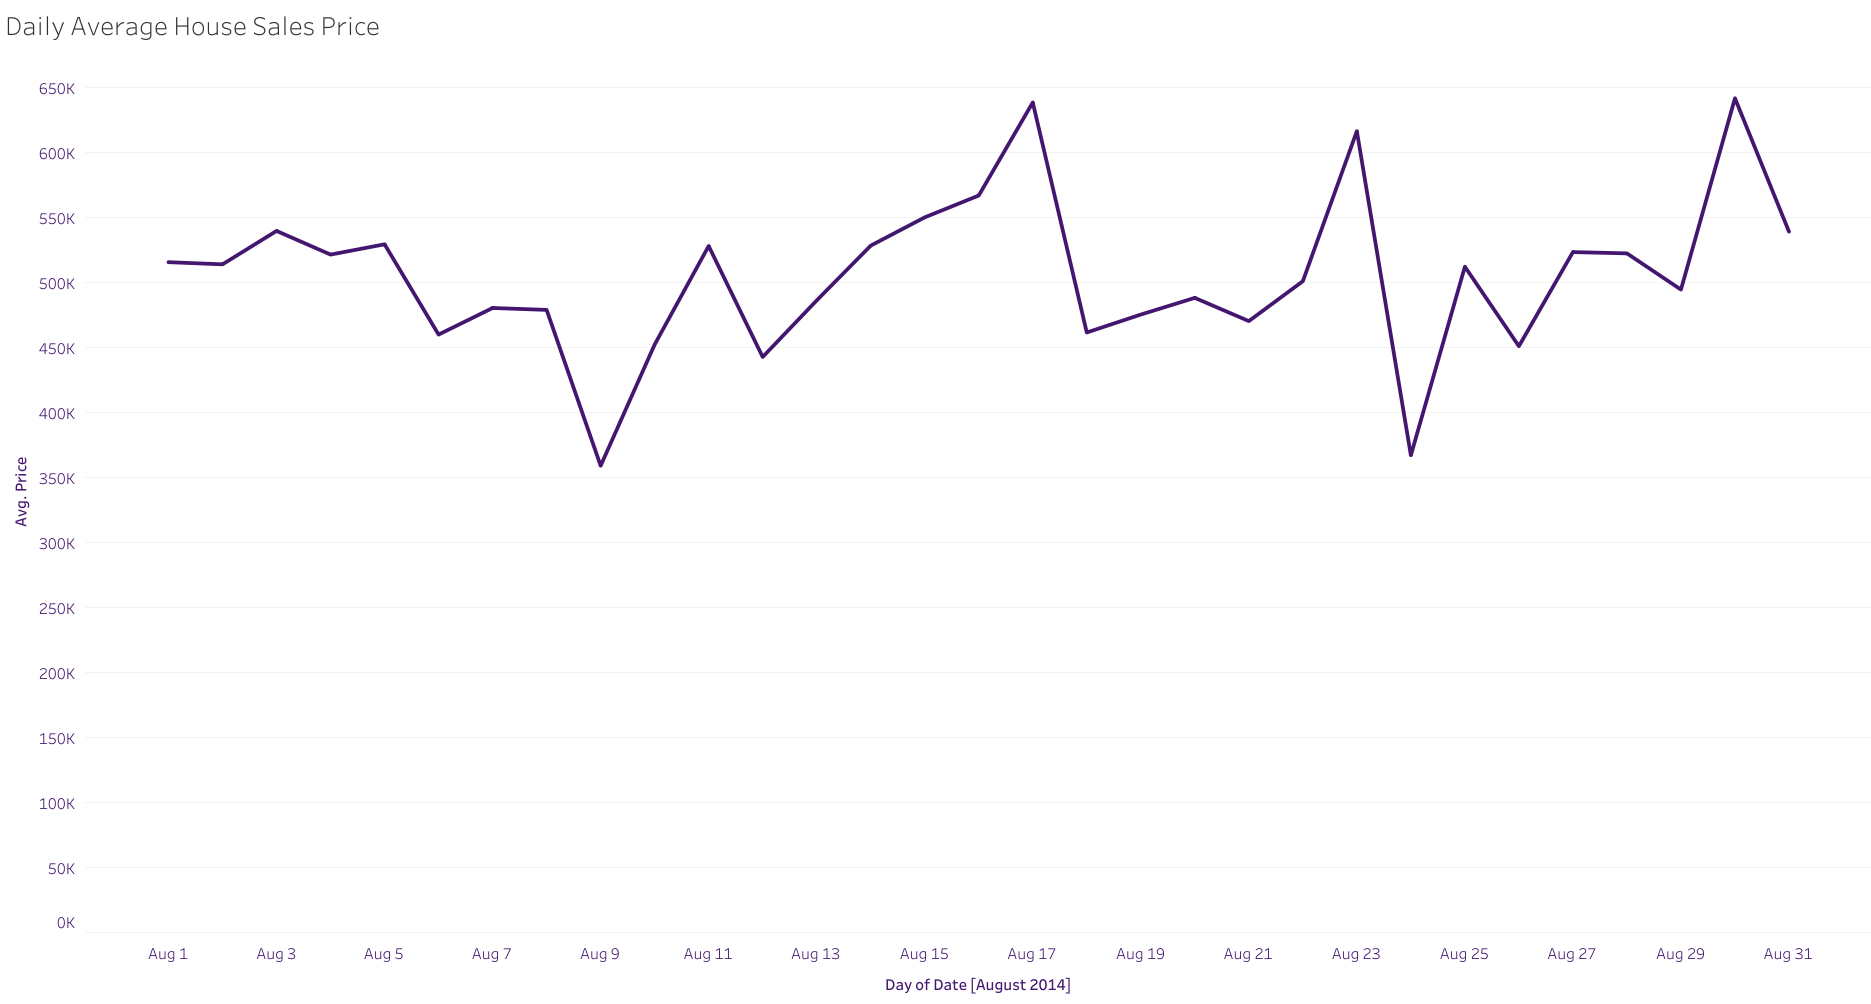 Daily Average House Sales Price
650K
600K
550K
500K
450K
400K
350K
300K
250K
200K
150K
100K
50K
0K
Avg. Price
Aug 1 Aug 3 Aug 5 Aug 7 Aug 9 Aug 11 Aug 13 Aug 15 Aug 17 Aug 19 Aug 21 Aug 23 Aug 25 Aug 27 Aug 29 Aug 31
Day of Date [August 2014]